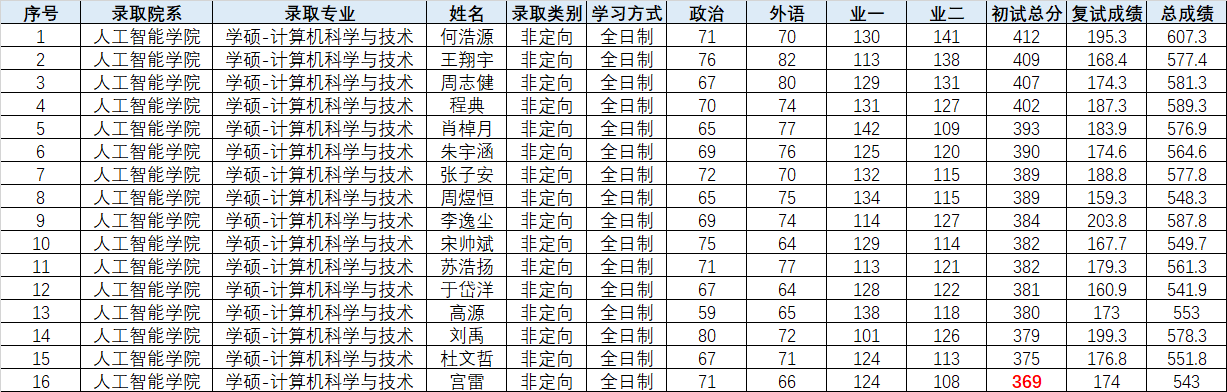 序号 录取院系 录取专业 姓名 录取类别 学习方式 政治 外语 业一 业二 初试总分 复试成绩 总成绩
1 人工智能学院 学硕-计算机科学与技术 何浩源 非定向 全日制 71 70 130 141 412 195.3 607.3
2 人工智能学院 学硕-计算机科学与技术 王翔宇 非定向 全日制 76 82 113 138 409 168.4 577.4
3 人工智能学院 学硕-计算机科学与技术 周志健 非定向 全日制 67 80 129 131 407 174.3 581.3
4 人工智能学院 学硕-计算机科学与技术 程典 非定向 全日制 70 74 131 127 402 187.3 589.3
5 人工智能学院 学硕-计算机科学与技术 肖棹月 非定向 全日制 65 77 142 109 393 183.9 576.9
6 人工智能学院 学硕-计算机科学与技术 朱宇涵 非定向 全日制 69 76 125 120 390 174.6 564.6
7 人工智能学院 学硕-计算机科学与技术 张子安 非定向 全日制 72 70 132 115 389 188.8 577.8
8 人工智能学院 学硕-计算机科学与技术 周煜恒 非定向 全日制 65 75 134 115 389 159.3 548.3
9 人工智能学院 学硕-计算机科学与技术 李逸尘 非定向 全日制 69 74 114 127 384 203.8 587.8
10 人工智能学院 学硕-计算机科学与技术 宋帅斌 非定向 全日制 75 64 129 114 382 167.7 549.7
11 人工智能学院 学硕-计算机科学与技术 苏浩扬 非定向 全日制 71 77 113 121 382 179.3 561.3
12 人工智能学院 学硕-计算机科学与技术 于岱洋 非定向 全日制 67 64 128 122 381 160.9 541.9
13 人工智能学院 学硕-计算机科学与技术 高源 非定向 全日制 59 65 138 118 380 173 553
14 人工智能学院 学硕-计算机科学与技术 刘禹 非定向 全日制 80 72 101 126 379 199.3 578.3
15 人工智能学院 学硕-计算机科学与技术 杜文哲 非定向 全日制 67 71 124 113 375 176.8 551.8
16 人工智能学院 学硕-计算机科学与技术 宫雷 非定向 全日制 71 66 124 108 369 174 543